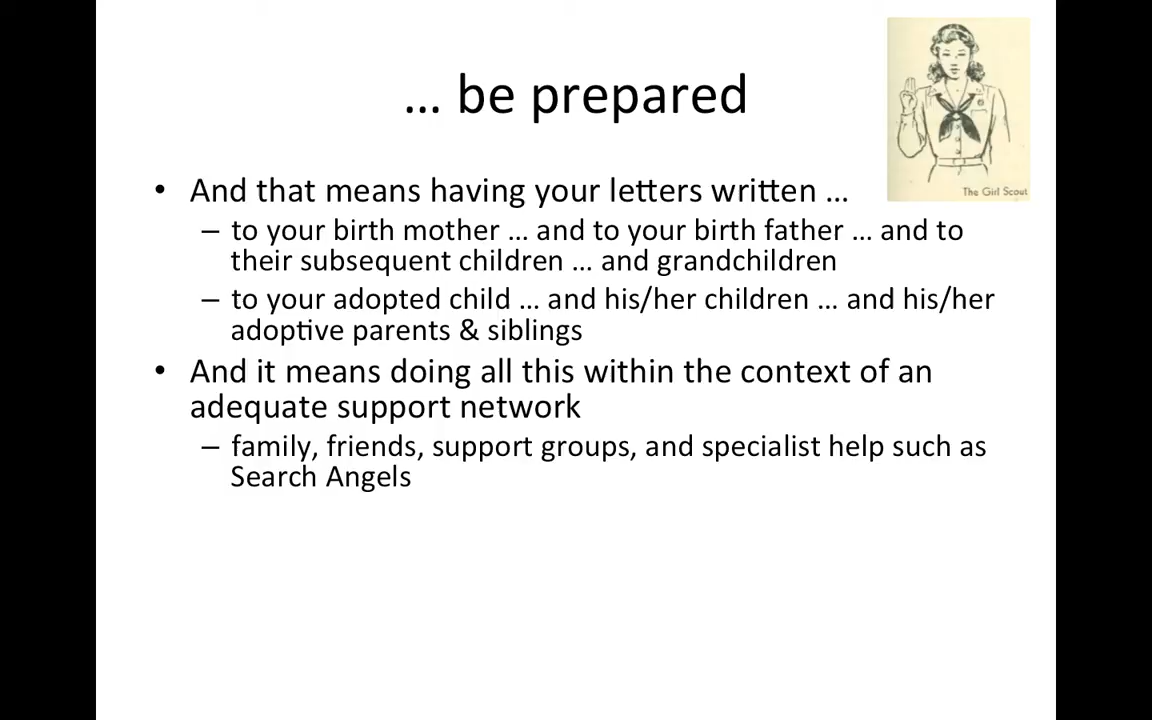 … be prepared
The Girl Scout
• And that means having your letters written …
– to your birth mother … and to your birth father … and to
their subsequent children … and grandchildren
– to your adopted child … and his/her children … and his/her
adoptive parents & siblings
• And it means doing all this within the context of an
adequate support network
– family, friends, support groups, and specialist help such as
Search Angels